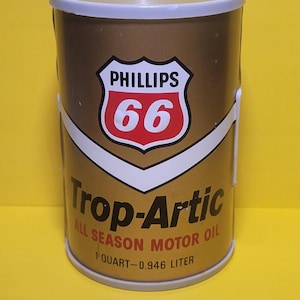 PHILLIPS
66
Trop-Artic
ALL SEASON MOTOR OIL
1 QUART-0.946 LITER